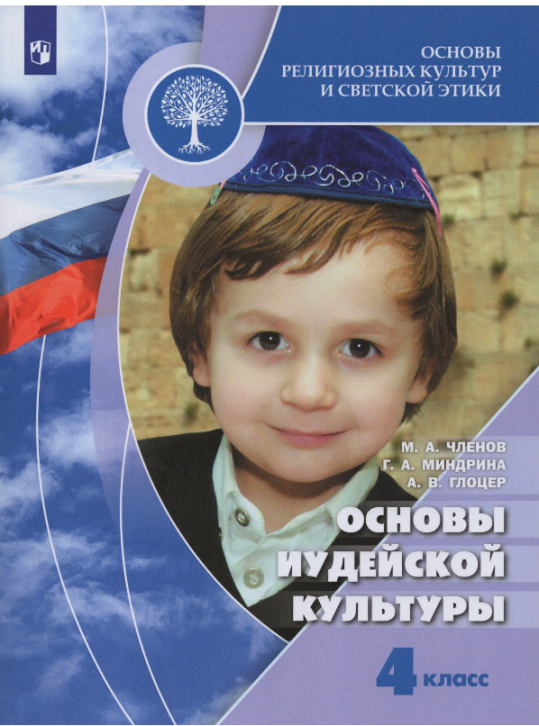 ОСНОВЫ
РЕЛИГИОЗНЫХ КУЛЬТУР
И СВЕТСКОЙ ЭТИКИ
М. А. ЧЛЕНОВ
Г. А. МИНДРИНА
А. В. ГЛОЦЕР
ОСНОВЫ
ИУДЕЙСКОЙ
КУЛЬТУРЫ
4 КЛАСС